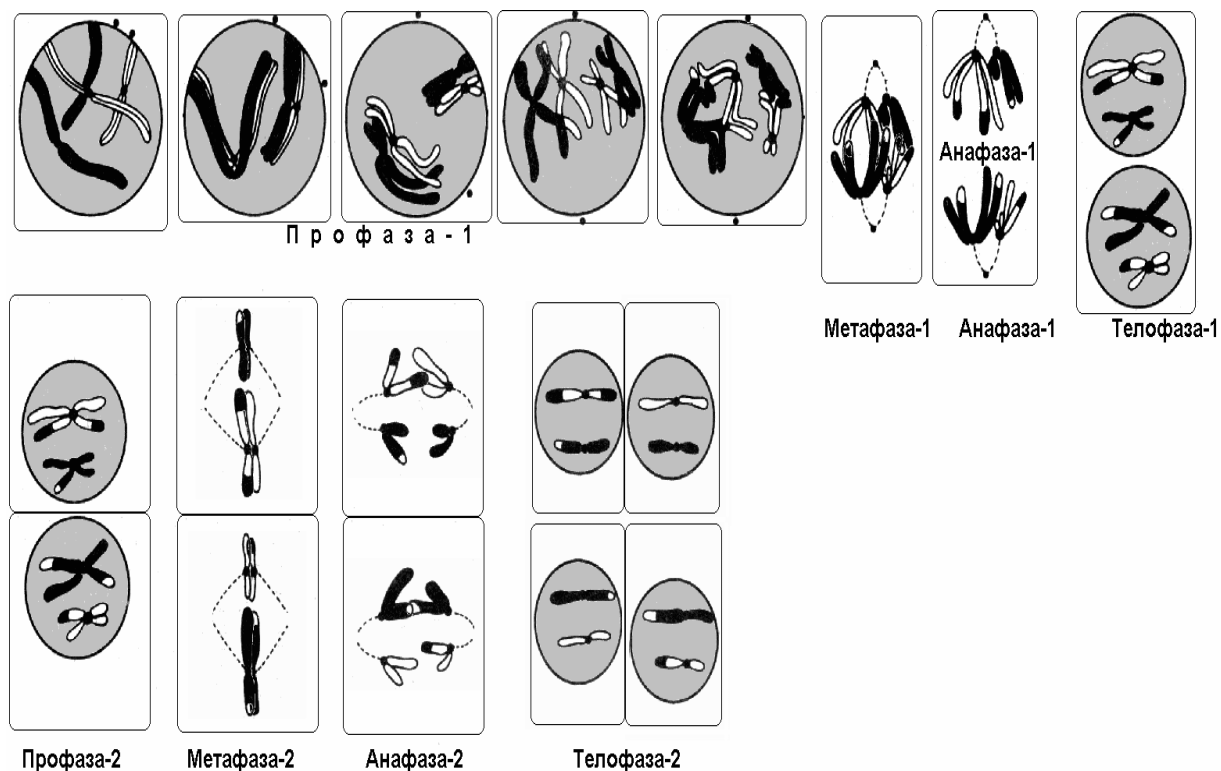 Анафаза-1
П р о ф а з а - 1
Метафаза-1 Анафаза-1 Телофаза-1
Профаза-2 Метафаза-2 Анафаза-2 Телофаза-2